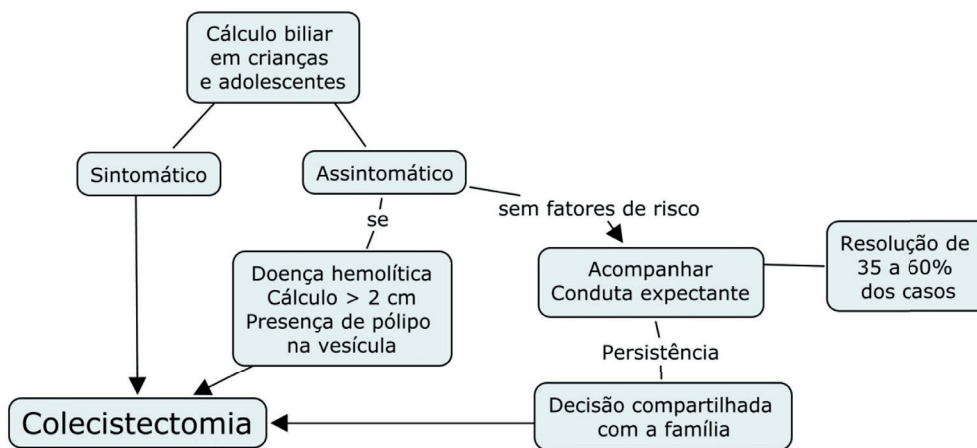 Cálculo biliar
em crianças
e adolescentes
Sintomático
Assintomático
se
sem fatores de risco
Doença hemolítica
Cálculo > 2 cm
Presença de pólipo
na vesícula
Acompanhar
Conduta expectante
Resolução de
35 a 60%
dos casos
Persistência
Decisão compartilhada
com a família
Colecistectomia